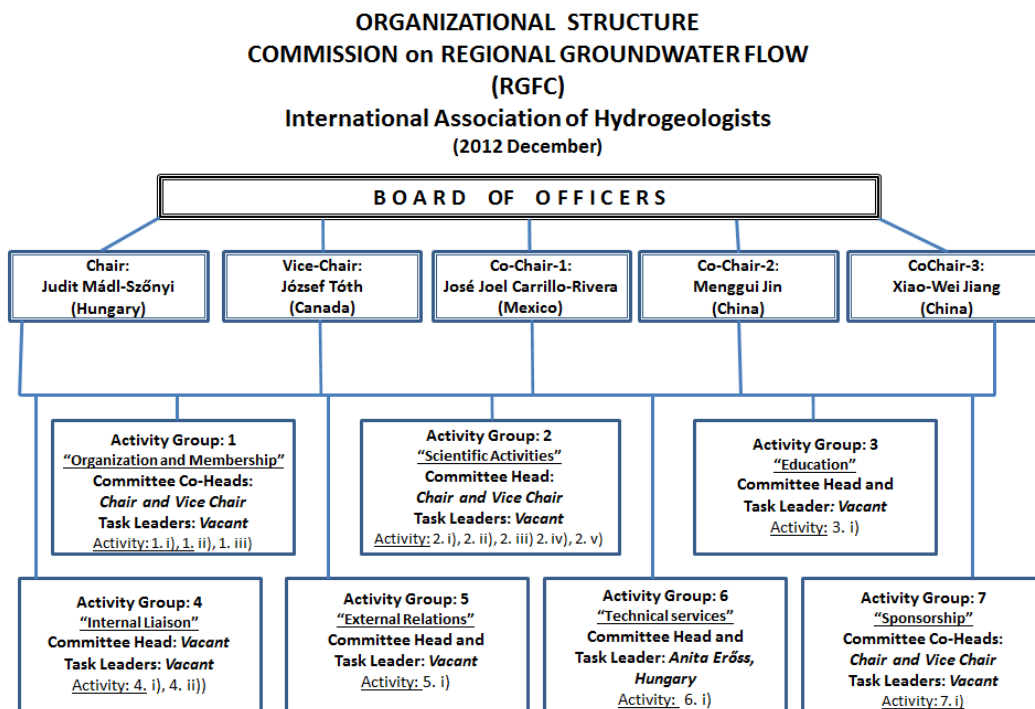 ORGANIZATIONAL STRUCTURE
COMMISSION on REGIONAL GROUNDWATER FLOW
(RGFC)
International Association of Hydrogeologists
(2012 December)
BOARD OF OFFICERS
Chair:
Judit Mádl-Szőnyi
(Hungary)
Vice-Chair:
József Tóth
(Canada)
Co-Chair-1:
José Joel Carrillo-Rivera
(Mexico)
Co-Chair-2:
Menggui Jin
(China)
CoChair-3:
Xiao-Wei Jiang
(China)
Activity Group: 1
“Organization and Membership”
Committee Co-Heads:
Chair and Vice Chair
Task Leaders: Vacant
Activity: 1. i), 1. ii), 1. iii)
Activity Group: 2
“Scientific Activities”
Committee Head:
Chair and Vice Chair
Task Leaders: Vacant
Activity: 2. i), 2. ii), 2. iii) 2. iv), 2. v)
Activity Group: 3
“Education”
Committee Head and
Task Leader: Vacant
Activity: 3. i)
Activity Group: 4
“Internal Liaison”
Committee Head: Vacant
Task Leaders: Vacant
Activity: 4. i), 4. ii))
Activity Group: 5
“External Relations”
Committee Head and
Task Leader: Vacant
Activity: 5. i)
Activity Group: 6
“Technical services”
Committee Head and
Task Leader: Anita Erőss,
Hungary
Activity: 6. i)
Activity Group: 7
“Sponsorship”
Committee Co-Heads:
Chair and Vice Chair
Task Leaders: Vacant
Activity: 7. i)